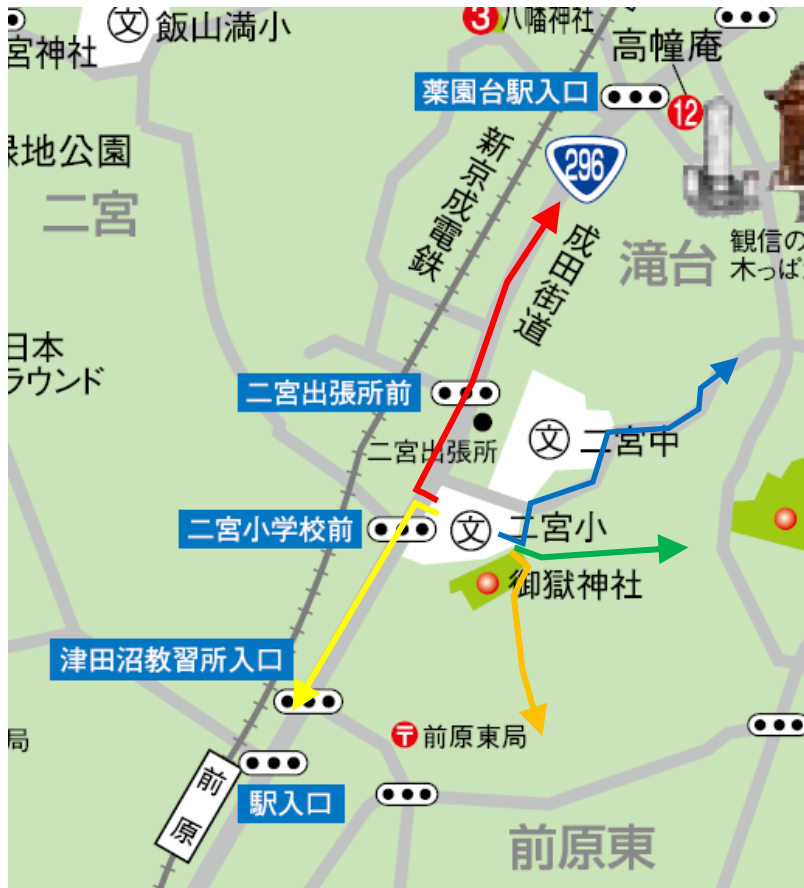 文 飯山満小
3 八幡神社
宮神社
高幢庵
薬園台駅入口
12
緑地公園
296
新京成電鉄
二宮
成田街道
滝台
観信の
木っぱ
日本
ラウンド
二宮出張所前
文 二宮中
二宮出張所
二宮小学校前
文 二宮小
御獄神社
津田沼教習所入口
〒前原東局
局
前原
駅入口
前原東